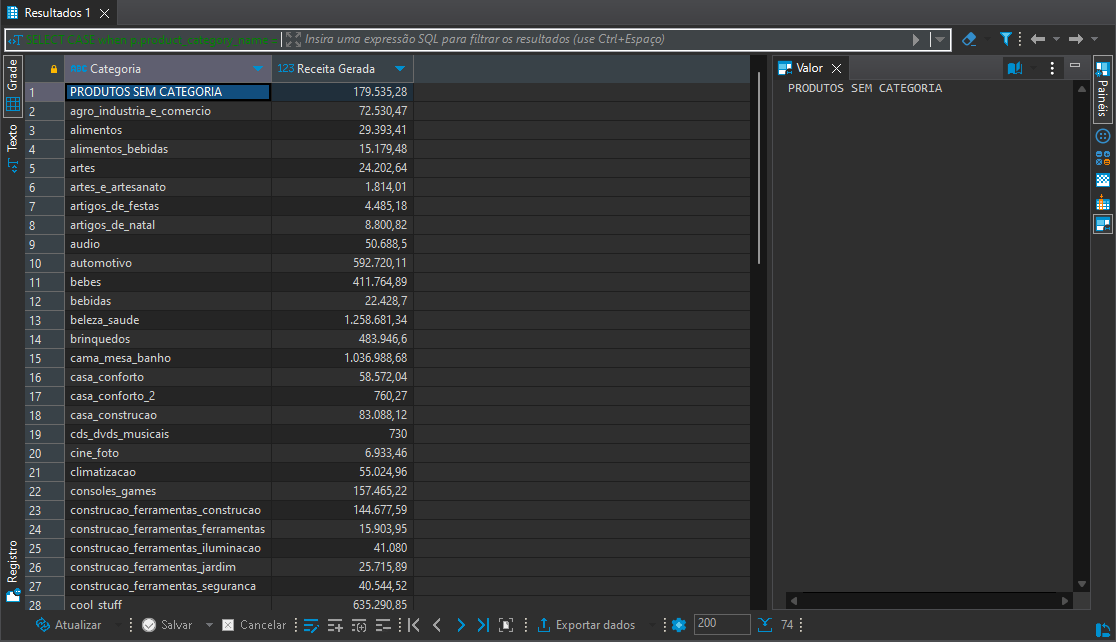 Resultados 1
SELECT CASE when p.product_category_name = Insira uma expressão SQL para filtrar os resultados (use Ctrl+Espaço)
Grade
Texto
Registro
ABC Categoria 123 Receita Gerada
1 PRODUTOS SEM CATEGORIA 179.535,28
2 agro_industria_e_comercio 72.530,47
3 alimentos 29.393,41
4 alimentos_bebidas 15.179,48
5 artes 24.202,64
6 artes_e_artesanato 1.814,01
7 artigos_de_festas 4.485,18
8 artigos_de_natal 8.800,82
9 audio 50.688,5
10 automotivo 592.720,11
11 bebes 411.764,89
12 bebidas 22.428,7
13 beleza_saude 1.258.681,34
14 brinquedos 483.946,6
15 cama_mesa_banho 1.036.988,68
16 casa_conforto 58.572,04
17 casa_conforto_2 760,27
18 casa_construcao 83.088,12
19 cds_dvds_musicais 730
20 cine_foto 6.933,46
21 climatizacao 55.024,96
22 consoles_games 157.465,22
23 construcao_ferramentas_construcao 144.677,59
24 construcao_ferramentas_ferramentas 15.903,95
25 construcao_ferramentas_iluminacao 41.080
26 construcao_ferramentas_jardim 25.715,89
27 construcao_ferramentas_seguranca 40.544,52
28 cool_stuff 635.290,85
Valor
PRODUTOS SEM CATEGORIA
Painéis
Atualizar Salvar Cancelar Exportar dados 200 74